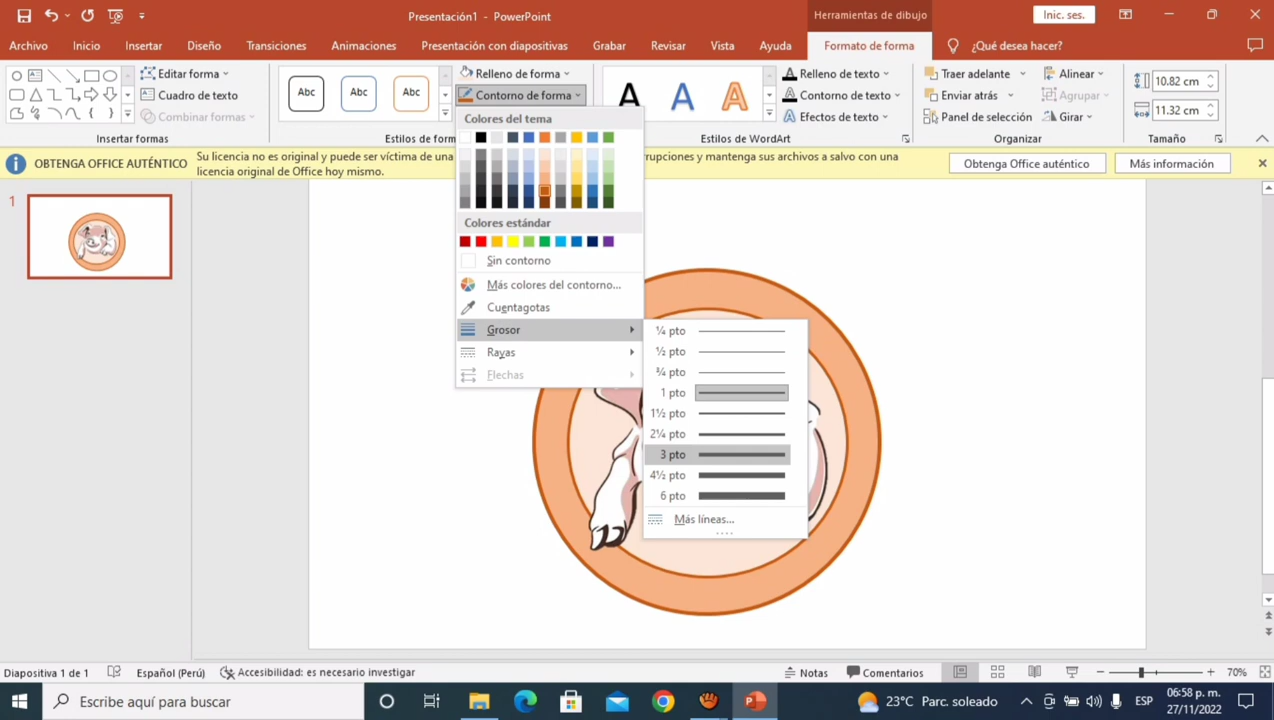 Presentación1 - PowerPoint
Herramientas de dibujo
Inic. ses.
Archivo
Inicio
Insertar
Diseño
Transiciones
Animaciones
Presentación con diapositivas
Grabar
Revisar
Vista
Ayuda
Formato de forma
¿Qué desea hacer?
Editar forma
Cuadro de texto
Combinar formas
Insertar formas
Abc
Abc
Abc
Estilos de form
Relleno de forma
Contorno de forma
A
A
A
Estilos de WordArt
Relleno de texto
Contorno de texto
Efectos de texto
Traer adelante
Enviar atrás
Panel de selección
Alinear
Agrupar
Girar
Organizar
10.82 cm
11.32 cm
Tamaño
OBTENGA OFFICE AUTÉNTICO
Su licencia no es original y puede ser víctima de una
rrupciones y mantenga sus archivos a salvo con una
licencia original de Office hoy mismo.
Obtenga Office auténtico
Más información
1
Colores del tema
Colores estándar
Sin contorno
Más colores del contorno...
Cuentagotas
Grosor
Rayas
Flechas
¼ pto
½ pto
¾ pto
1 pto
1½ pto
2¼ pto
3 pto
4½ pto
6 pto
Más líneas...
Diapositiva 1 de 1
Español (Perú)
Accesibilidad: es necesario investigar
Notas
Comentarios
70%
Escribe aquí para buscar
23°C Parc. soleado
ESP
06:58 p. m.
27/11/2022